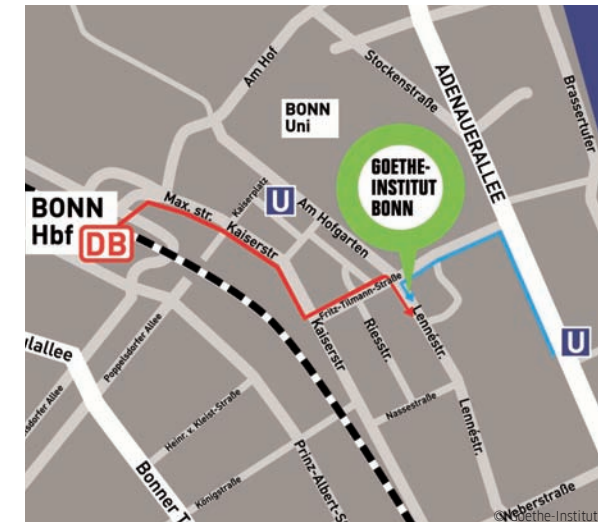 Am Hof
Stockenstraße
ADENAUERALLEE
Brassertufer
BONN
Uni
GOETHE-
INSTITUT
BONN
BONN
Hbf
DB
Max. str.
Kaiserplatz
U
Am Hofgarten
Kaiserstr
Fritz-Tilmann-Straße
Lennéstr.
U
Kaiserstr
Riesstr.
Poppelsdorfer Allee
Nassestraße
Heinr. v. Kleist-Straße
Lennéstr.
Königstraße
Prinz-Albert-S
Bonner T
©Goethe-Institut